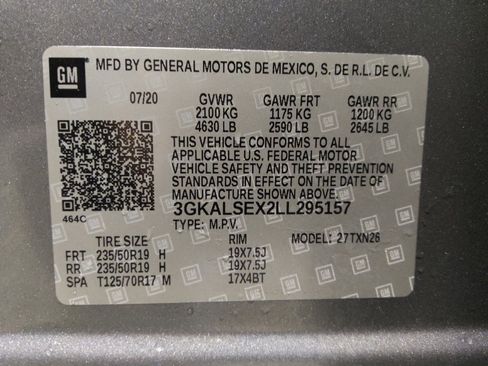 GM
MFD BY GENERAL MOTORS DE MEXICO, S. DE R.L. DE C.V.
07/20 GVWR GAWR FRT GAWR RR
2100 KG 1175 KG 1200 KG
4630 LB 2590 LB 2645 LB
THIS VEHICLE CONFORMS TO ALL
APPLICABLE U.S. FEDERAL MOTOR
VEHICLE SAFETY AND THEFT PREVENTION
STANDARDS IN EFFECT ON THE DATE OF
MANUFACTURE SHOWN ABOVE.
464C 3GKALSEX2LL295157
TYPE: M.P.V. MODEL: 27TXN26
TIRE SIZE RIM
FRT 235/50R19 H 19X7.5J
RR 235/50R19 H 19X7.5J
SPA T125/70R17 M 17X4BT